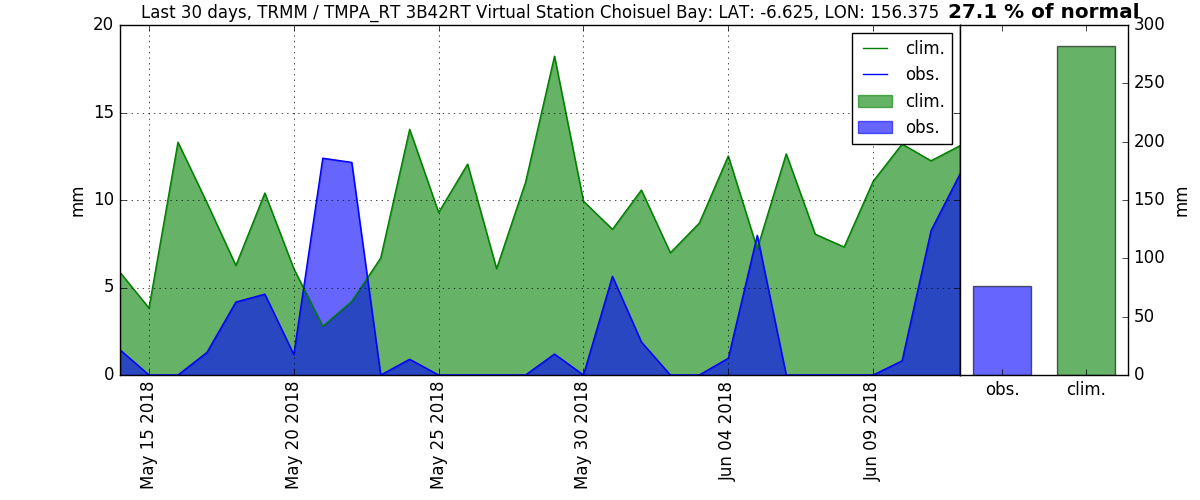 Last 30 days, TRMM / TMPA_RT 3B42RT Virtual Station Choisuel Bay: LAT: -6.625, LON: 156.375 27.1 % of normal
20
15
10
5
0
mm
clim.
obs.
clim.
obs.
300
250
200
150
100
50
0
mm
May 15 2018
May 20 2018
May 25 2018
May 30 2018
Jun 04 2018
Jun 09 2018
obs.
clim.